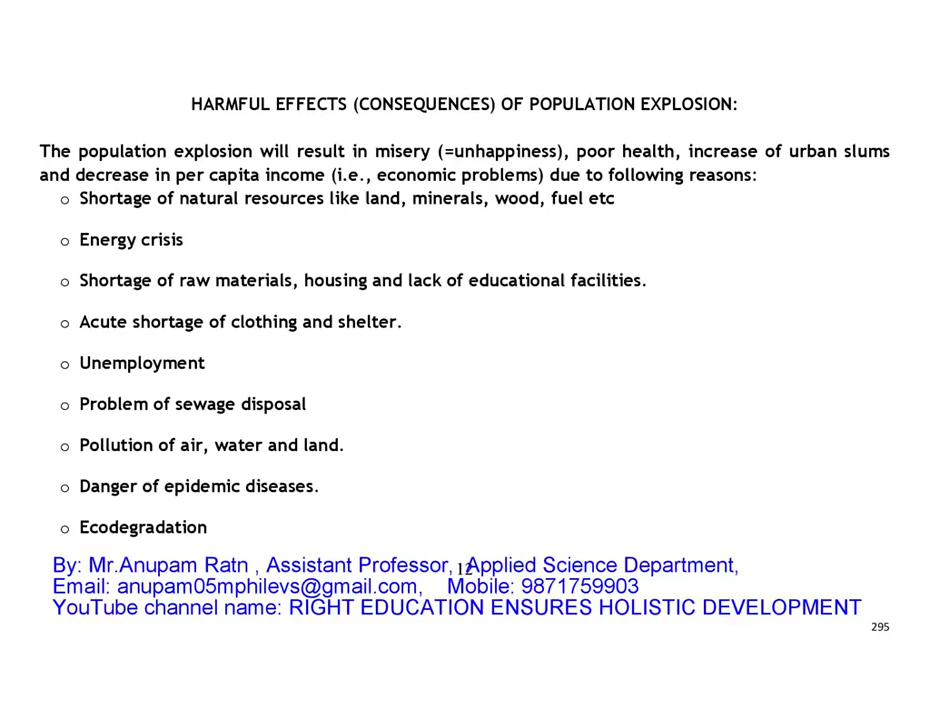 HARMFUL EFFECTS (CONSEQUENCES) OF POPULATION EXPLOSION:
The population explosion will result in misery (=unhappiness), poor health, increase of urban slums
and decrease in per capita income (i.e., economic problems) due to following reasons:
o Shortage of natural resources like land, minerals, wood, fuel etc
o Energy crisis
o Shortage of raw materials, housing and lack of educational facilities.
o Acute shortage of clothing and shelter.
o Unemployment
o Problem of sewage disposal
o Pollution of air, water and land.
o Danger of epidemic diseases.
o Ecodegradation
By: Mr.Anupam Ratn , Assistant Professor, Applied Science Department,
12
Email: anupam05mphilevs@gmail.com, Mobile: 9871759903
YouTube channel name: RIGHT EDUCATION ENSURES HOLISTIC DEVELOPMENT
295